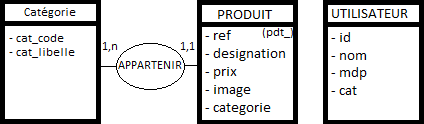 Catégorie
- cat_code
- cat_libelle
1,n
APPARTENIR
1,1
PRODUIT
- ref
(pdt_)
- designation
- prix
- image
- categorie
UTILISATEUR
- id
- nom
- mdp
- cat